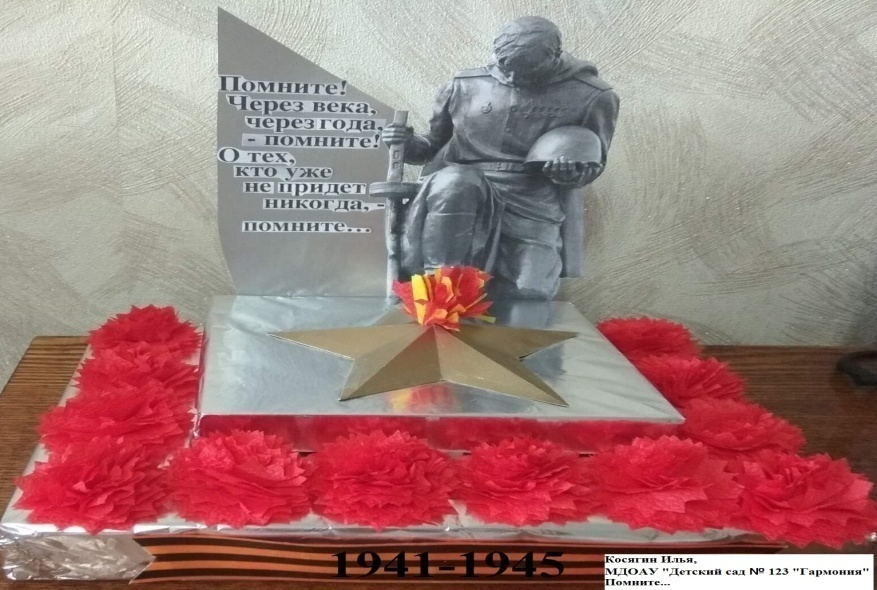 Помните!
Через века,
через года,
- помните!
О тех,
кто уже
не придет
никогда, -
помните...
1941-1945
Косягин Илья,
МДОАУ "Детский сад № 123 "Гармония"
Помните...